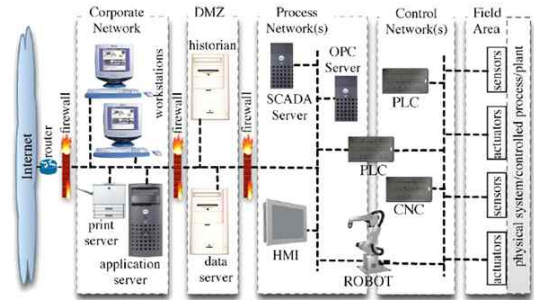 Corporate
Network
DMZ
Process
Network(s)
Control
Network(s)
Field
Area
Internet
router
firewall
workstations
print
server
application
server
firewall
historian
data
server
firewall
SCADA
Server
OPC
Server
HMI
PLC
PLC
CNC
ROBOT
sensors
actuators
sensors
actuators
physical system/controlled process/plant